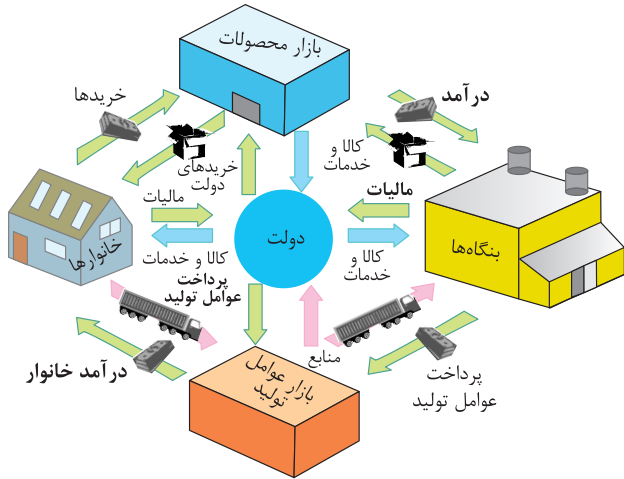 بازار محصولات
خریدها
درآمد
کالا و
خدمات
خریدهای
دولت
مالیات
مالیات
دولت
خانوارها
بنگاه‌ها
کالا و خدمات
کالا و
خدمات
پرداخت
عوامل تولید
منابع
درآمد خانوار
بازار عوامل
تولید
پرداخت
عوامل تولید